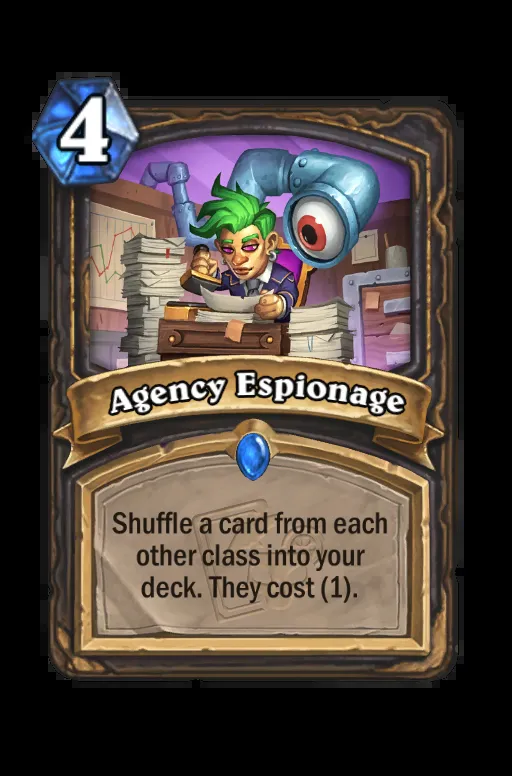 4
Agency Espionage
Shuffle a card from each
other class into your
deck. They cost (1).